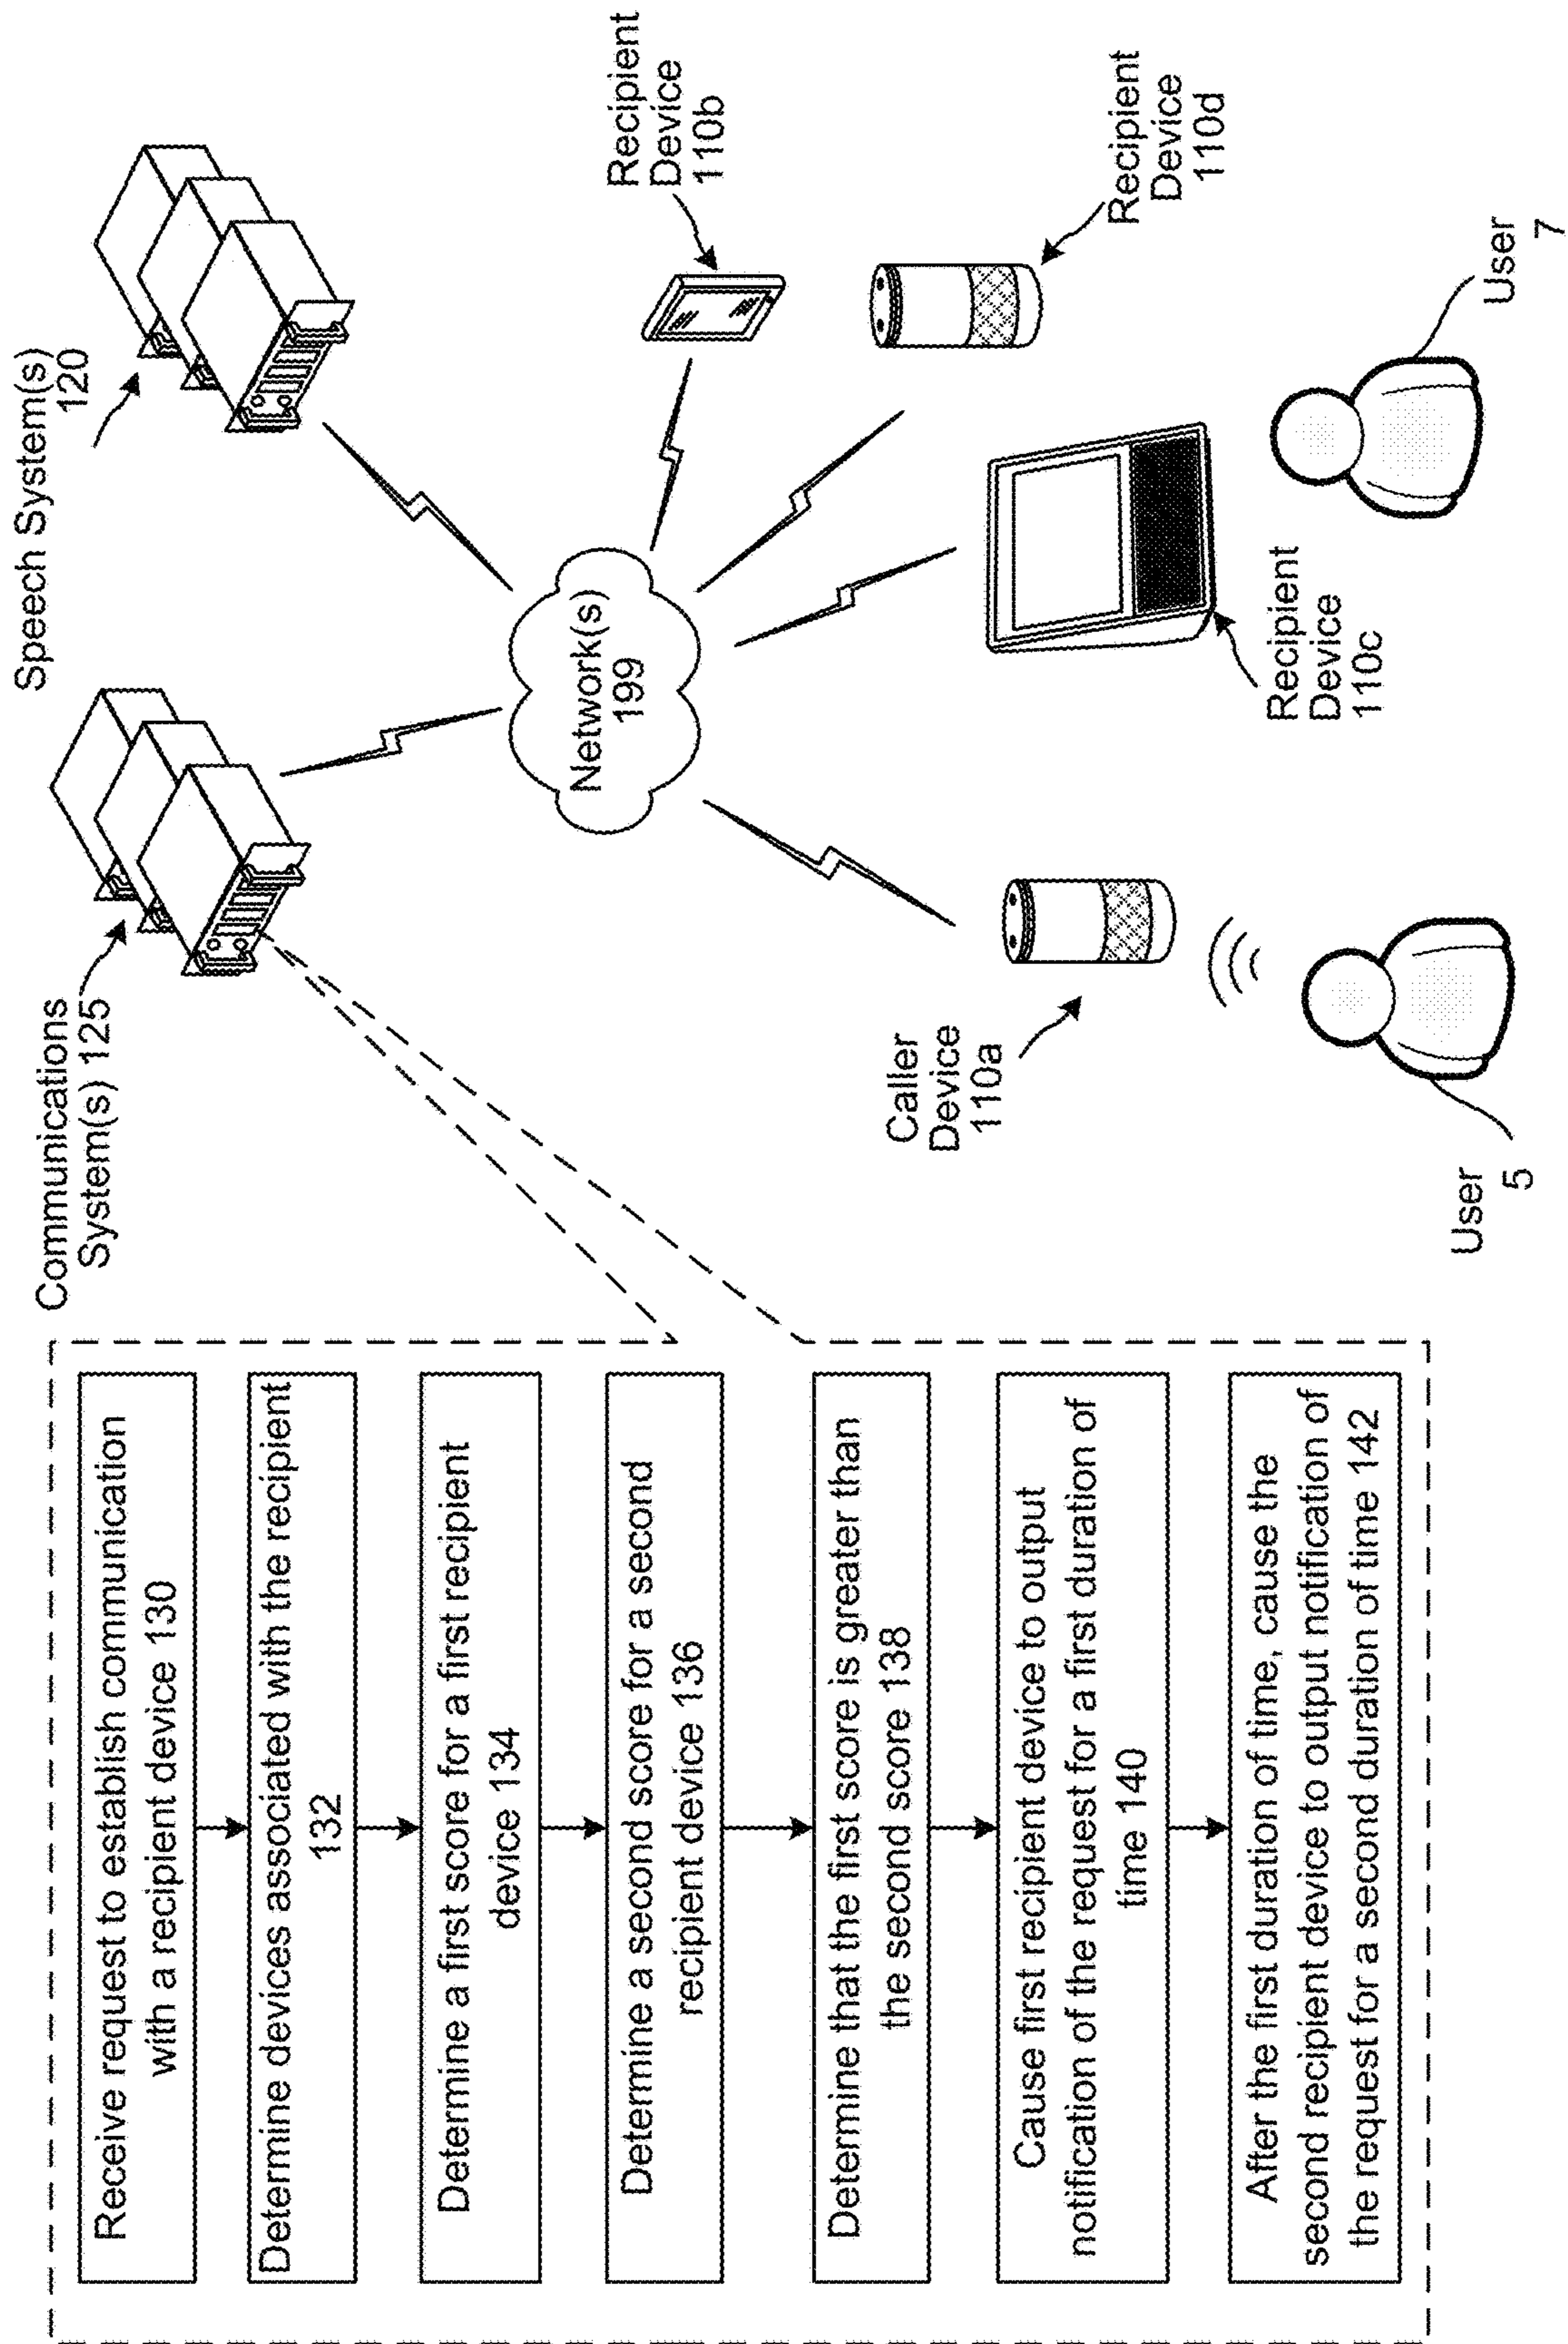 Receive request to establish communication
with a recipient device 130
Determine devices associated with the recipient
132
Determine a first score for a first recipient
device 134
Determine a second score for a second
recipient device 136
Determine that the first score is greater than
the second score 138
Cause first recipient device to output
notification of the request for a first duration of
time 140
After the first duration of time, cause the
second recipient device to output notification of
the request for a second duration of time 142
Communications
System(s) 125
Speech System(s)
120
Network(s)
199
Caller
Device
110a
Recipient
Device
110b
Recipient
Device
110d
Recipient
Device
110c
User
5
User
7